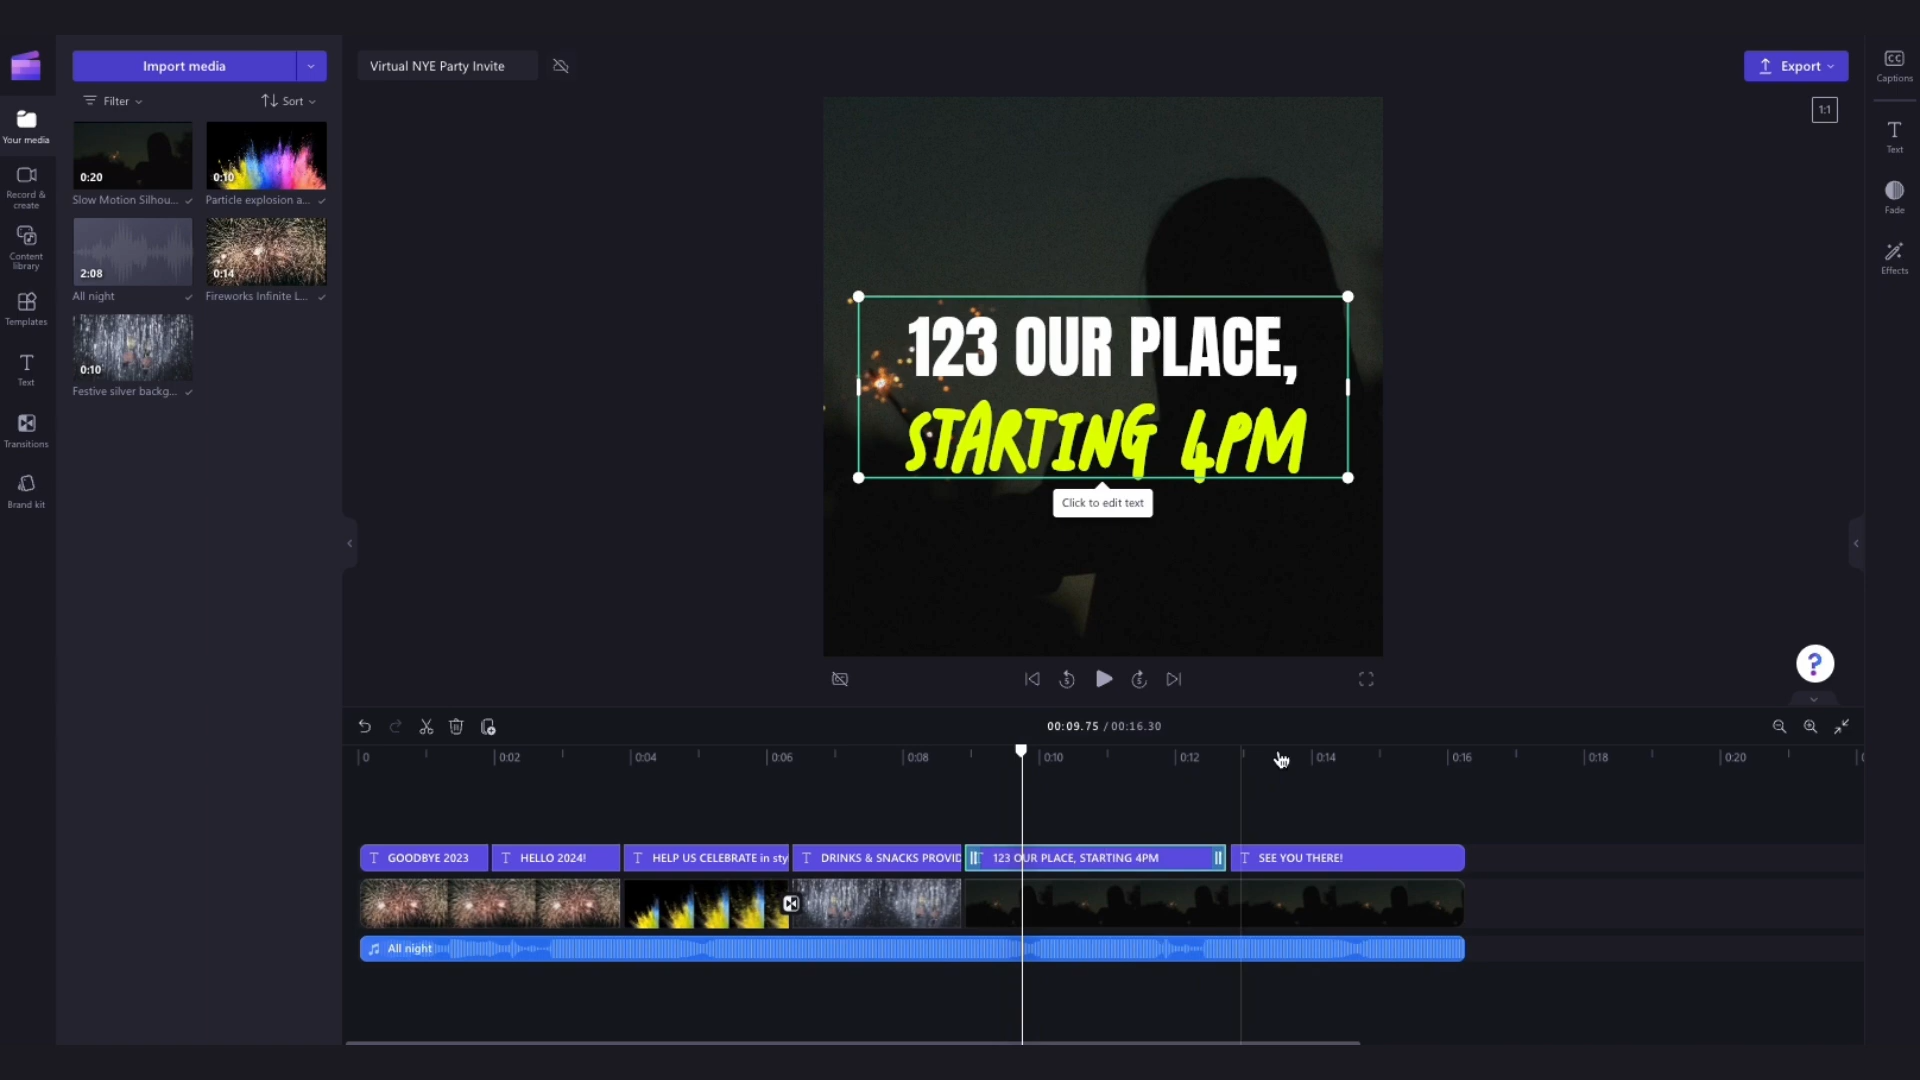 Import media
Virtual NYE Party Invite
Export
Filter
Sort
1:1
CC
Captions
Your media
0:20
Slow Motion Silhou...
0:10
Particle explosion a...
Text
Record &
create
Fade
Content
library
2:08
All night
0:14
Fireworks Infinite L...
Effects
Templates
0:10
Festive silver backg...
Text
Transitions
Brand kit
123 OUR PLACE,
STARTING 4PM
Click to edit text
?
5
5
00:09.75 / 00:16.30
0
0:02
0:04
0:06
0:08
0:10
0:12
0:14
0:16
0:18
0:20
GOODBYE 2023
HELLO 2024!
HELP US CELEBRATE in sty
DRINKS & SNACKS PROVID
123 OUR PLACE, STARTING 4PM
SEE YOU THERE!
All night